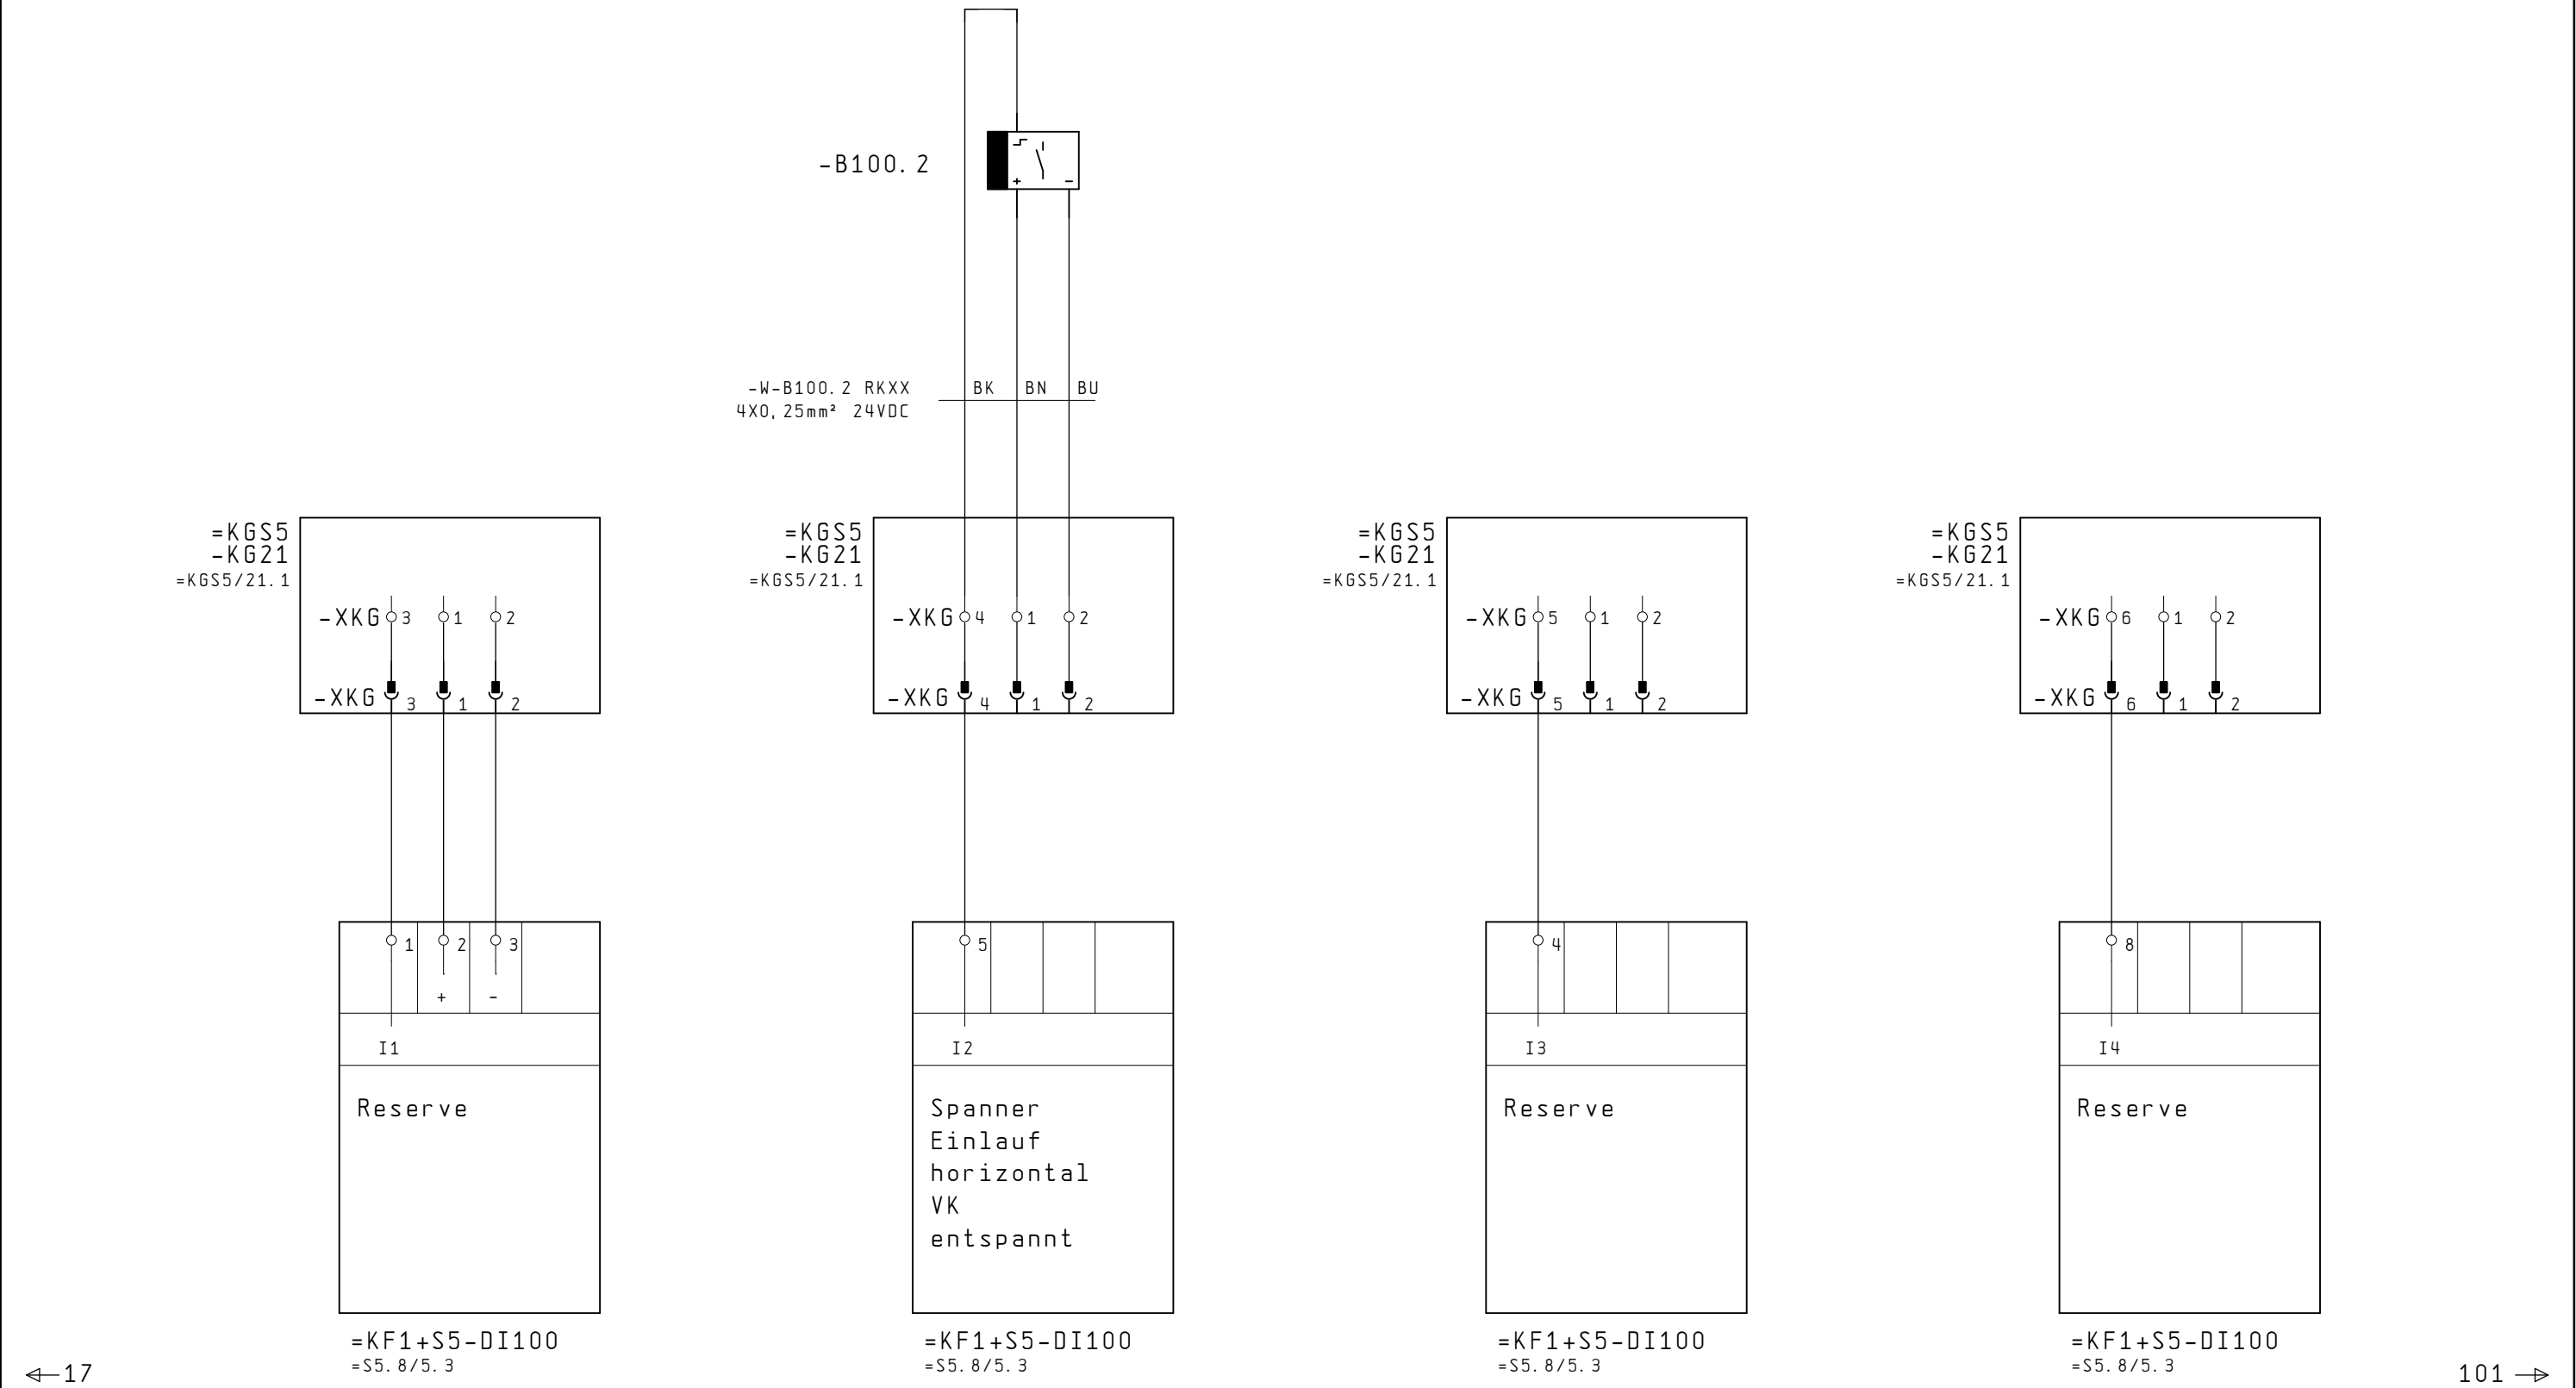 -B100.2
+ -
-W-B100.2 RKXX
4X0,25mm² 24VDC
BK BN BU
=KGS5
-KG21
=KGS5/21.1
-XKG 3 1 2
-XKG 3 1 2
=KGS5
-KG21
=KGS5/21.1
-XKG 4 1 2
-XKG 4 1 2
=KGS5
-KG21
=KGS5/21.1
-XKG 5 1 2
-XKG 5 1 2
=KGS5
-KG21
=KGS5/21.1
-XKG 6 1 2
-XKG 6 1 2
1 2 3
+ -
I1
Reserve
=KF1+S5-DI100
=S5.8/5.3
5
I2
Spanner
Einlauf
horizontal
VK
entspannt
=KF1+S5-DI100
=S5.8/5.3
4
I3
Reserve
=KF1+S5-DI100
=S5.8/5.3
8
I4
Reserve
=KF1+S5-DI100
=S5.8/5.3
17
101